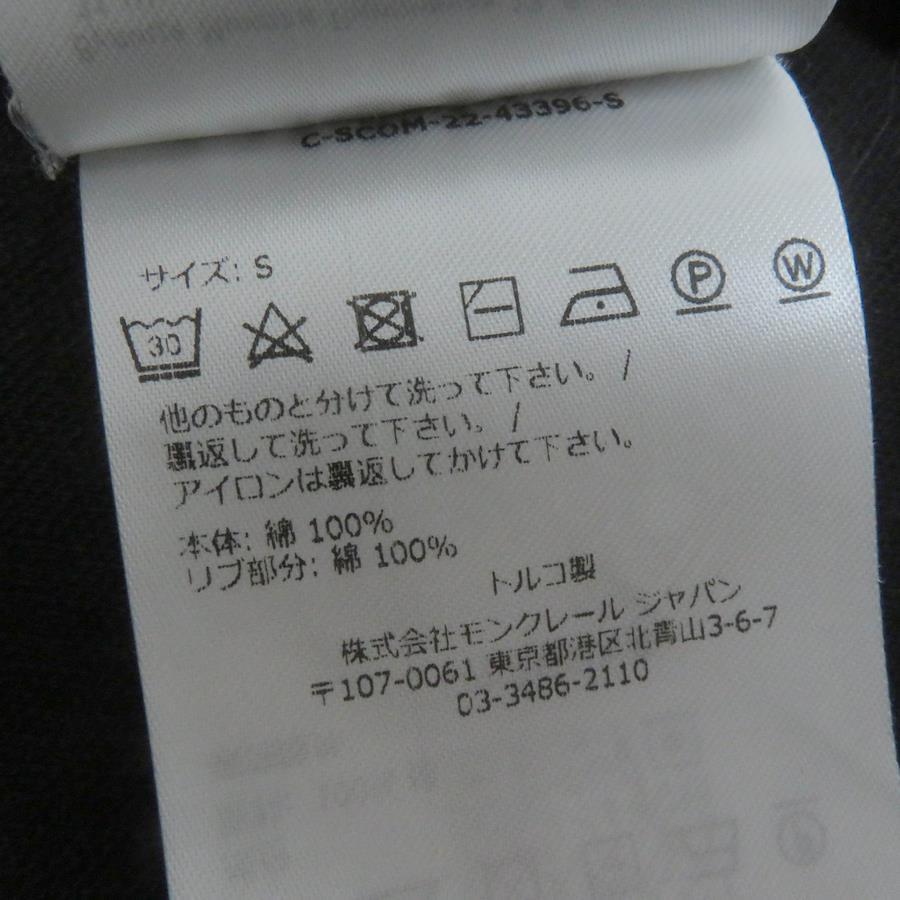 C-SCOM-22-43396-S
サイズ: S
30
P
W
他のものと分けて洗って下さい。 /
裏返して洗って下さい。 /
アイロンは裏返してかけて下さい。
本体: 綿 100%
リブ部分: 綿 100%
トルコ製
株式会社モンクレール ジャパン
〒107-0061 東京都港区北青山3-6-7
03-3486-2110